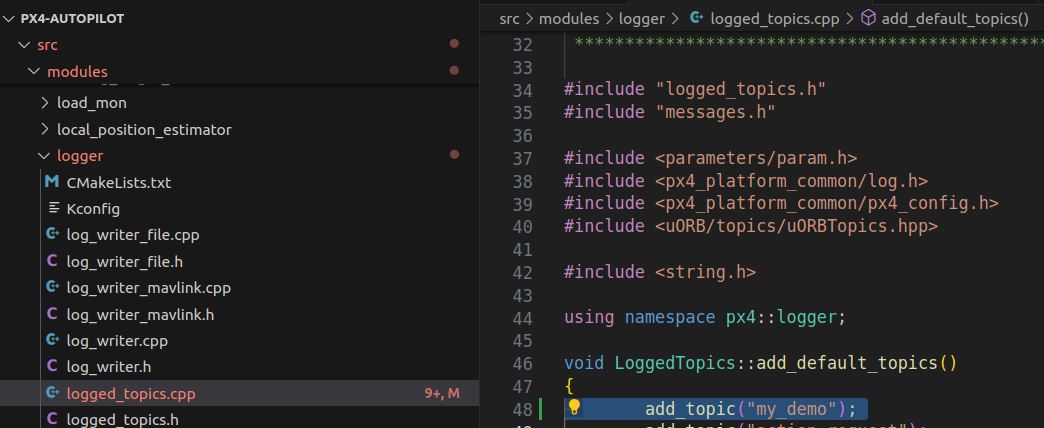 PX4-AUTOPILOT
src
modules
load_mon
local_position_estimator
logger
CMakeLists.txt
Kconfig
log_writer_file.cpp
log_writer_file.h
log_writer_mavlink.cpp
log_writer_mavlink.h
log_writer.cpp
log_writer.h
logged_topics.cpp 9+, M
logged_topics.h
src > modules > logger > logged_topics.cpp > add_default_topics()
32 **********************************************
33
34 #include "logged_topics.h"
35 #include "messages.h"
36
37 #include <parameters/param.h>
38 #include <px4_platform_common/log.h>
39 #include <px4_platform_common/px4_config.h>
40 #include <uORB/topics/uORBTopics.hpp>
41
42 #include <string.h>
43
44 using namespace px4::logger;
45
46 void LoggedTopics::add_default_topics()
47 {
48 add_topic("my_demo");
add_topic("action_request");